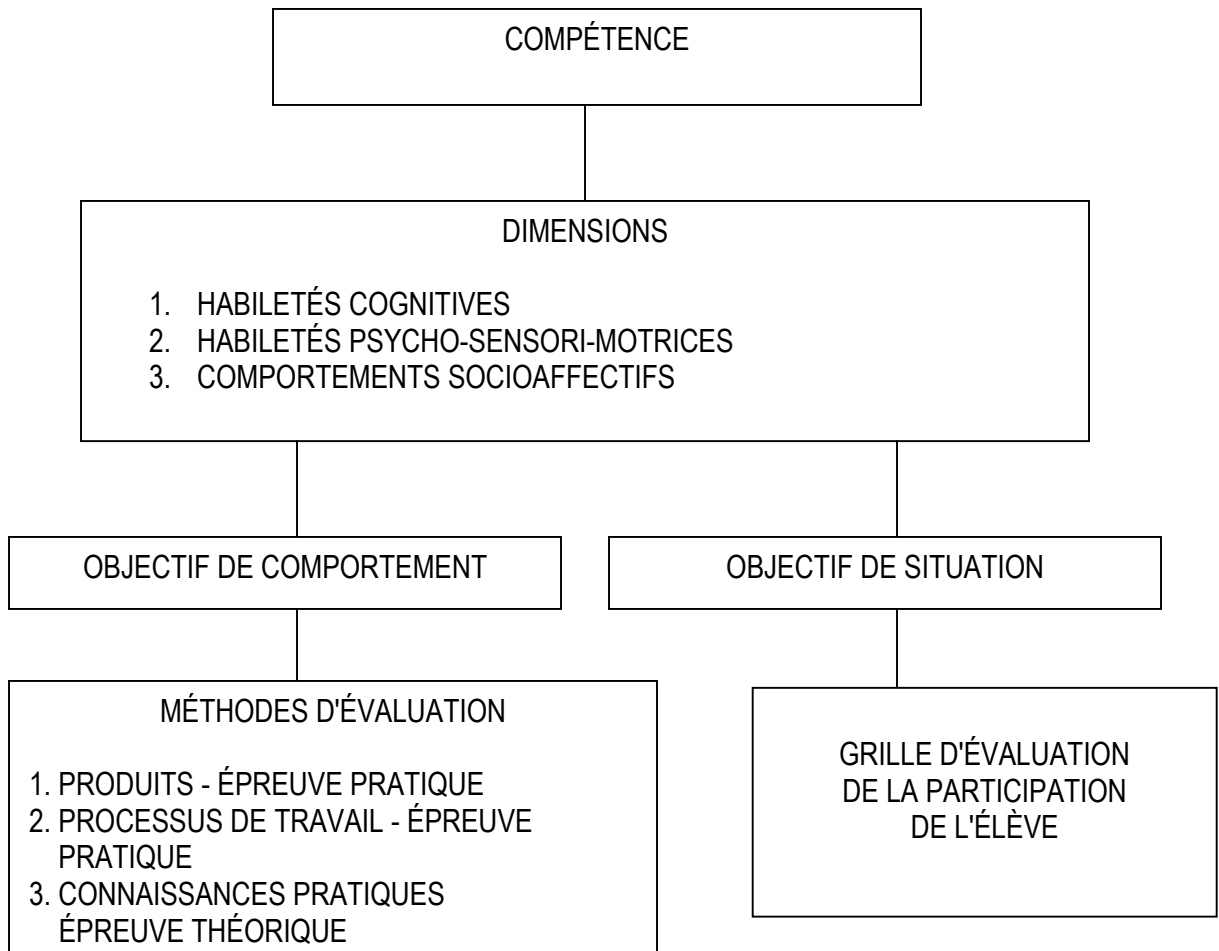 COMPÉTENCE
DIMENSIONS
1. HABILETÉS COGNITIVES
2. HABILETÉS PSYCHO-SENSORI-MOTRICES
3. COMPORTEMENTS SOCIOAFFECTIFS
OBJECTIF DE COMPORTEMENT
OBJECTIF DE SITUATION
MÉTHODES D'ÉVALUATION
1. PRODUITS - ÉPREUVE PRATIQUE
2. PROCESSUS DE TRAVAIL - ÉPREUVE
PRATIQUE
3. CONNAISSANCES PRATIQUES
ÉPREUVE THÉORIQUE
GRILLE D'ÉVALUATION
DE LA PARTICIPATION
DE L'ÉLÈVE